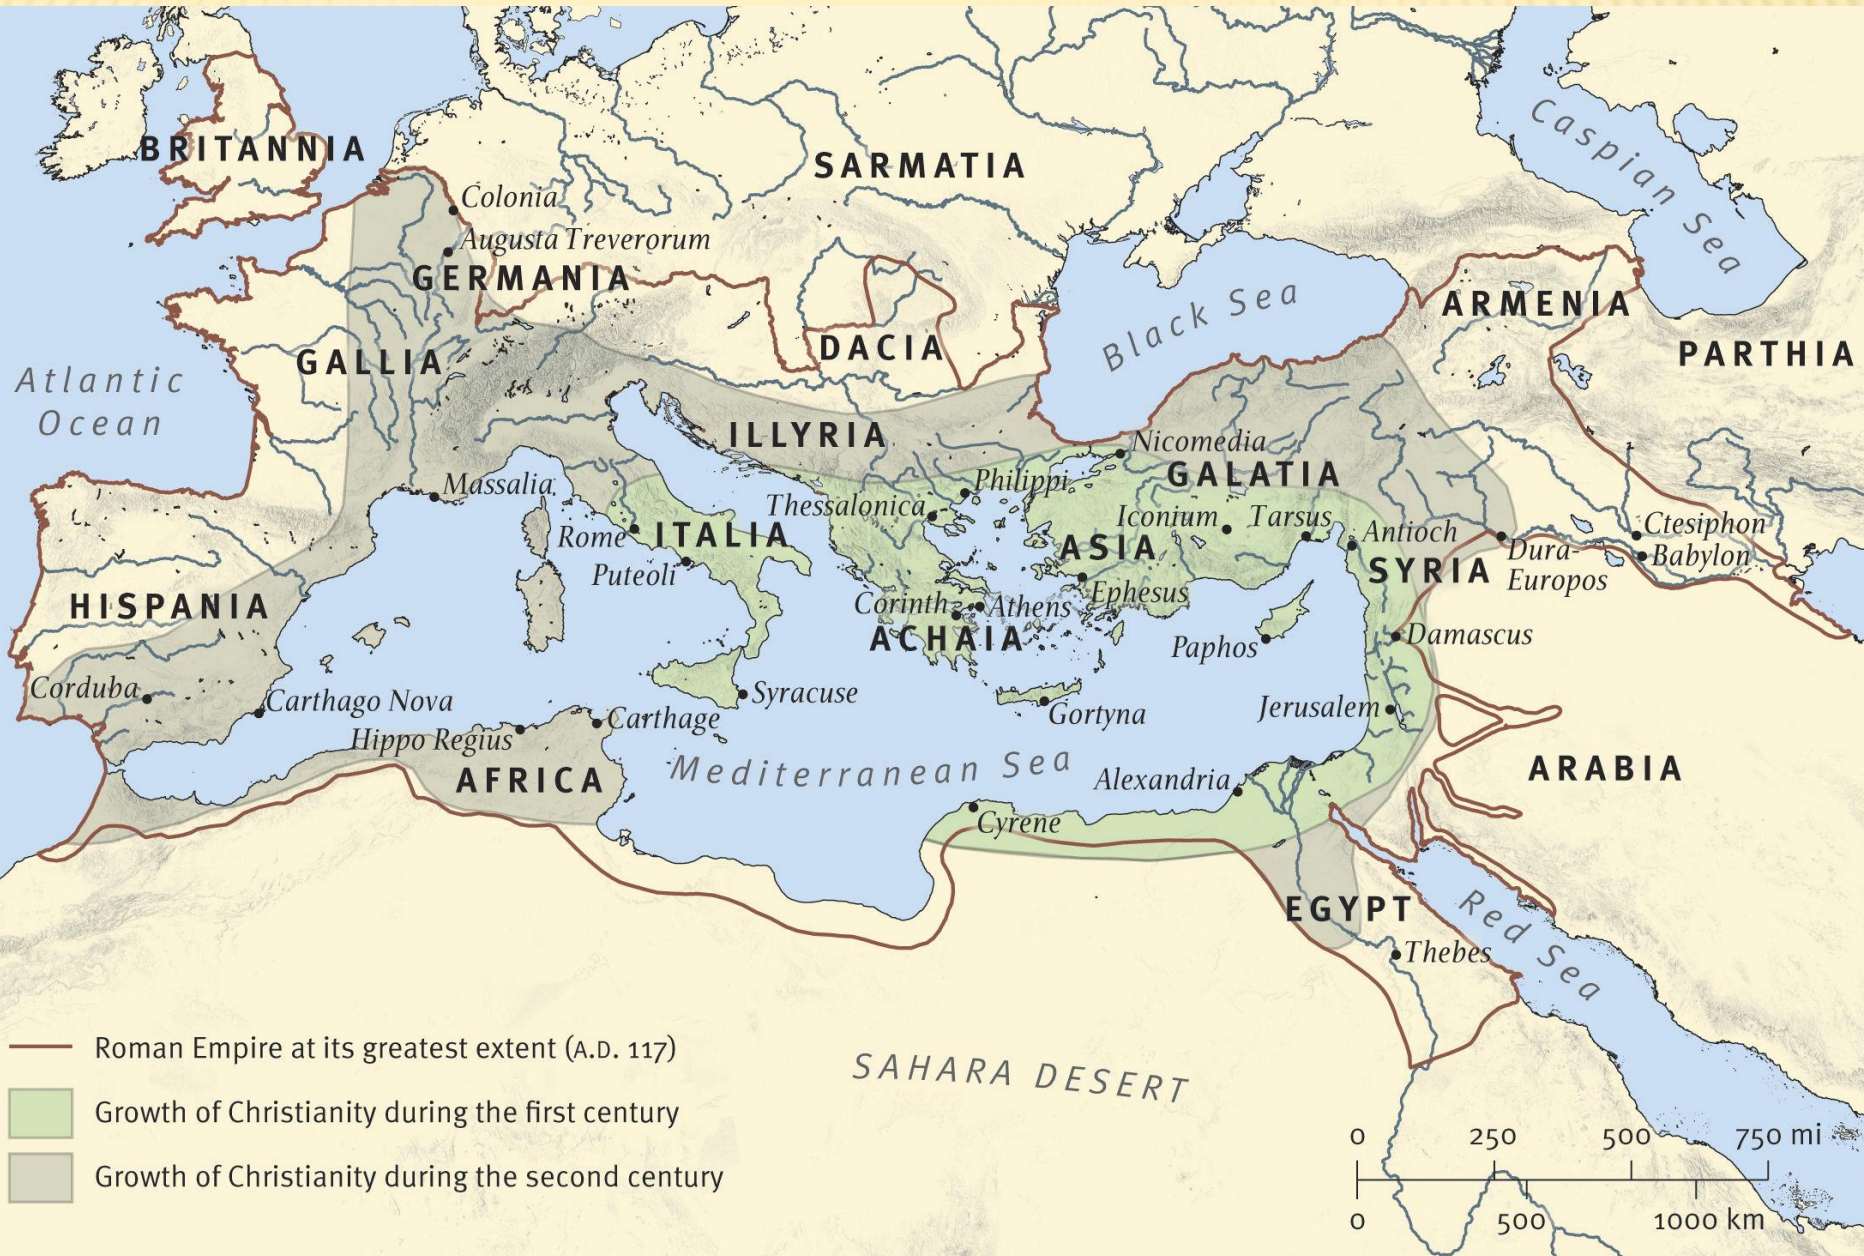 BRITANNIA
SARMATIA
Caspian Sea
Colonia
Augusta Treverorum
GERMANIA
Black Sea
ARMENIA
DACIA
PARTHIA
GALLIA
Atlantic
Ocean
ILLYRIA
Nicomedia
GALATIA
Massalia
Philippi
Thessalonica
Iconium
Tarsus
Antioch
Ctesiphon
Rome
ITALIA
ASIA
Dura-
Europos
Babylon
SYRIA
Puteoli
Ephesus
HISPANIA
Corinth
Athens
ACHAIA
Paphos
Damascus
Corduba
Carthago Nova
Syracuse
Gortyna
Jerusalem
Carthage
Hippo Regius
Mediterranean Sea
AFRICA
Alexandria
ARABIA
Cyrene
EGYPT
Red Sea
Thebes
SAHARA DESERT
Roman Empire at its greatest extent (A.D. 117)
Growth of Christianity during the first century
Growth of Christianity during the second century
0 250 500 750 mi
0 500 1000 km